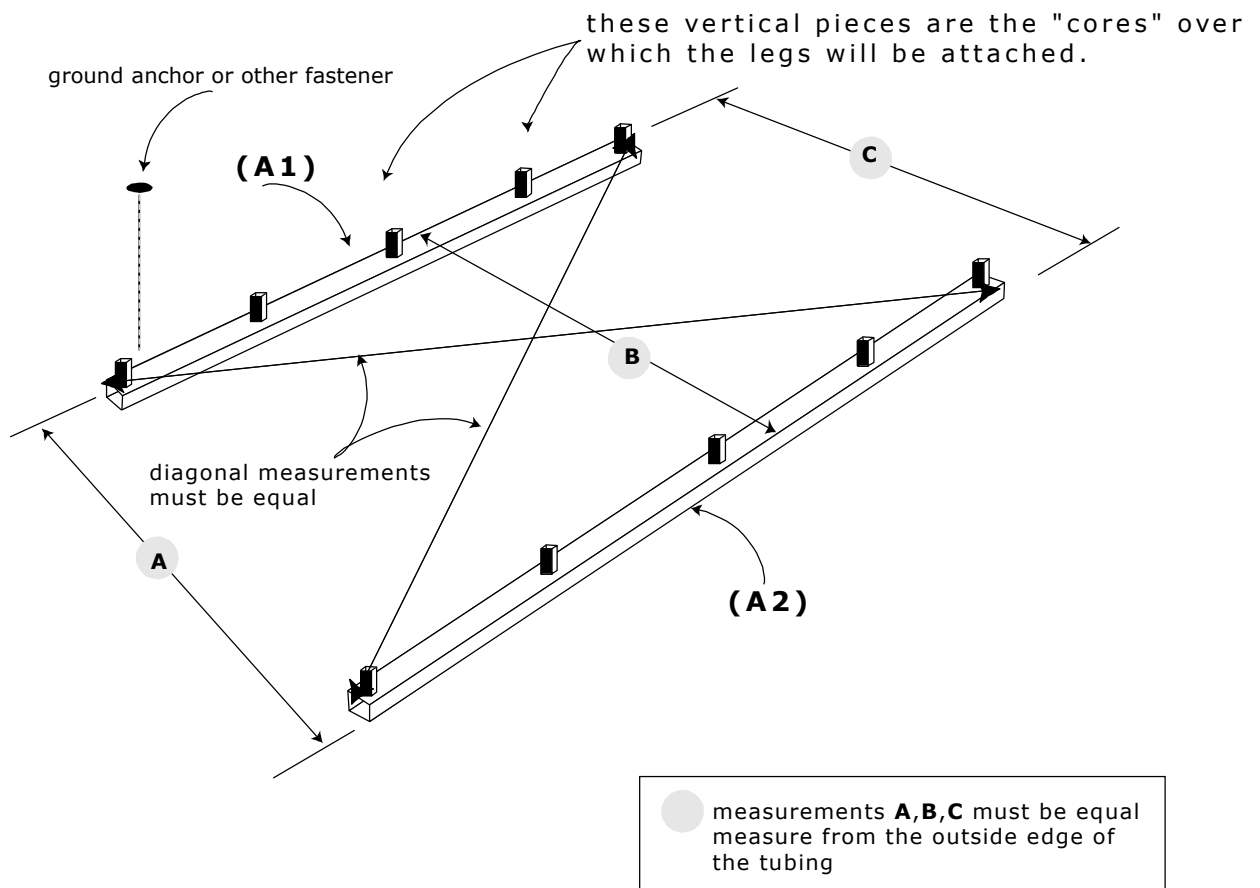 these vertical pieces are the "cores" over
which the legs will be attached.
ground anchor or other fastener
(A1)
C
B
diagonal measurements
must be equal
A
(A2)
measurements A,B,C must be equal
measure from the outside edge of
the tubing